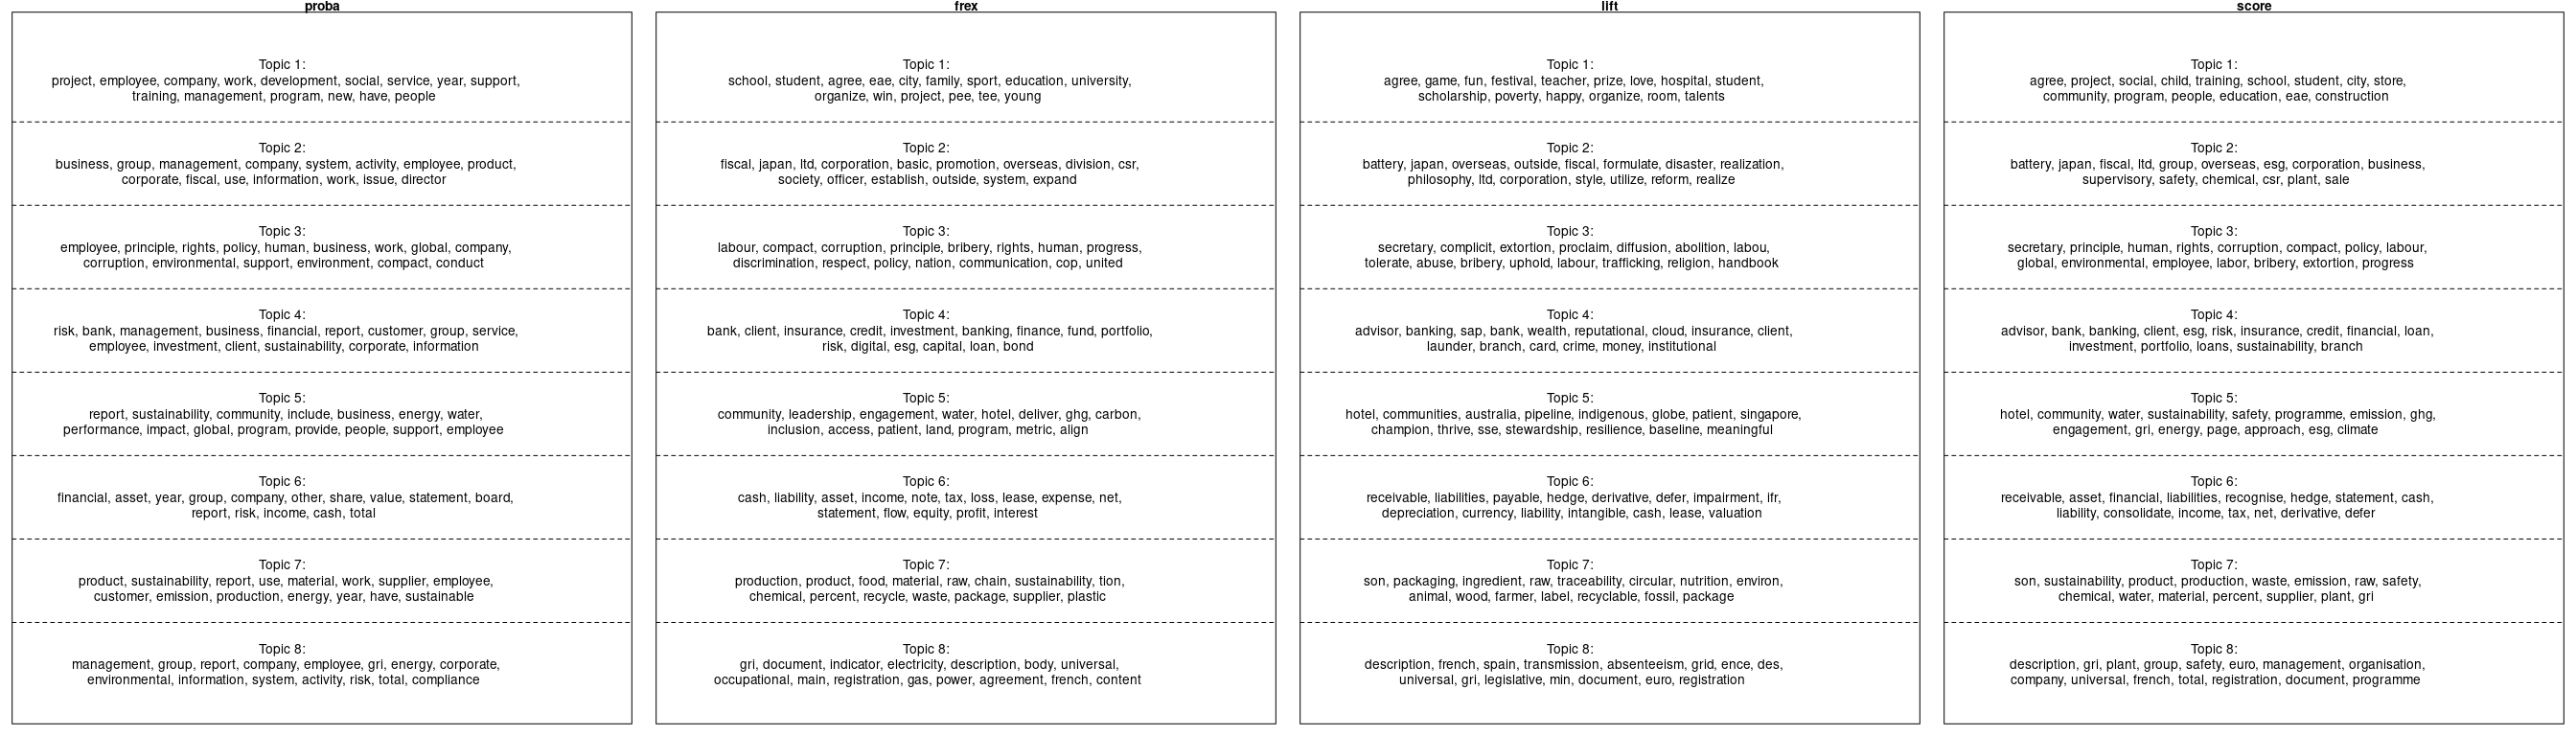 proba
Topic 1:
project, employee, company, work, development, social, service, year, support,
training, management, program, new, have, people
Topic 2:
business, group, management, company, system, activity, employee, product,
corporate, fiscal, use, information, work, issue, director
Topic 3:
employee, principle, rights, policy, human, business, work, global, company,
corruption, environmental, support, environment, compact, conduct
Topic 4:
risk, bank, management, business, financial, report, customer, group, service,
employee, investment, client, sustainability, corporate, information
Topic 5:
report, sustainability, community, include, business, energy, water,
performance, impact, global, program, provide, people, support, employee
Topic 6:
financial, asset, year, group, company, other, share, value, statement, board,
report, risk, income, cash, total
Topic 7:
product, sustainability, report, use, material, work, supplier, employee,
customer, emission, production, energy, year, have, sustainable
Topic 8:
management, group, report, company, employee, gri, energy, corporate,
environmental, information, system, activity, risk, total, compliance
frex
Topic 1:
school, student, agree, eae, city, family, sport, education, university,
organize, win, project, pee, tee, young
Topic 2:
fiscal, japan, ltd, corporation, basic, promotion, overseas, division, csr,
society, officer, establish, outside, system, expand
Topic 3:
labour, compact, corruption, principle, bribery, rights, human, progress,
discrimination, respect, policy, nation, communication, cop, united
Topic 4:
bank, client, insurance, credit, investment, banking, finance, fund, portfolio,
risk, digital, esg, capital, loan, bond
Topic 5:
community, leadership, engagement, water, hotel, deliver, ghg, carbon,
inclusion, access, patient, land, program, metric, align
Topic 6:
cash, liability, asset, income, note, tax, loss, lease, expense, net,
statement, flow, equity, profit, interest
Topic 7:
production, product, food, material, raw, chain, sustainability, tion,
chemical, percent, recycle, waste, package, supplier, plastic
Topic 8:
gri, document, indicator, electricity, description, body, universal,
occupational, main, registration, gas, power, agreement, french, content
lift
Topic 1:
agree, game, fun, festival, teacher, prize, love, hospital, student,
scholarship, poverty, happy, organize, room, talents
Topic 2:
battery, japan, overseas, outside, fiscal, formulate, disaster, realization,
philosophy, ltd, corporation, style, utilize, reform, realize
Topic 3:
secretary, complicit, extortion, proclaim, diffusion, abolition, labou,
tolerate, abuse, bribery, uphold, labour, trafficking, religion, handbook
Topic 4:
advisor, banking, sap, bank, wealth, reputational, cloud, insurance, client,
launder, branch, card, crime, money, institutional
Topic 5:
hotel, communities, australia, pipeline, indigenous, globe, patient, singapore,
champion, thrive, sse, stewardship, resilience, baseline, meaningful
Topic 6:
receivable, liabilities, payable, hedge, derivative, defer, impairment, ifr,
depreciation, currency, liability, intangible, cash, lease, valuation
Topic 7:
son, packaging, ingredient, raw, traceability, circular, nutrition, environ,
animal, wood, farmer, label, recyclable, fossil, package
Topic 8:
description, french, spain, transmission, absenteeism, grid, ence, des,
universal, gri, legislative, min, document, euro, registration
score
Topic 1:
agree, project, social, child, training, school, student, city, store,
community, program, people, education, eae, construction
Topic 2:
battery, japan, fiscal, ltd, group, overseas, esg, corporation, business,
supervisory, safety, chemical, csr, plant, sale
Topic 3:
secretary, principle, human, rights, corruption, compact, policy, labour,
global, environmental, employee, labor, bribery, extortion, progress
Topic 4:
advisor, bank, banking, client, esg, risk, insurance, credit, financial, loan,
investment, portfolio, loans, sustainability, branch
Topic 5:
hotel, community, water, sustainability, safety, programme, emission, ghg,
engagement, gri, energy, page, approach, esg, climate
Topic 6:
receivable, asset, financial, liabilities, recognise, hedge, statement, cash,
liability, consolidate, income, tax, net, derivative, defer
Topic 7:
son, sustainability, product, production, waste, emission, raw, safety,
chemical, water, material, percent, supplier, plant, gri
Topic 8:
description, gri, plant, group, safety, euro, management, organisation,
company, universal, french, total, registration, document, programme